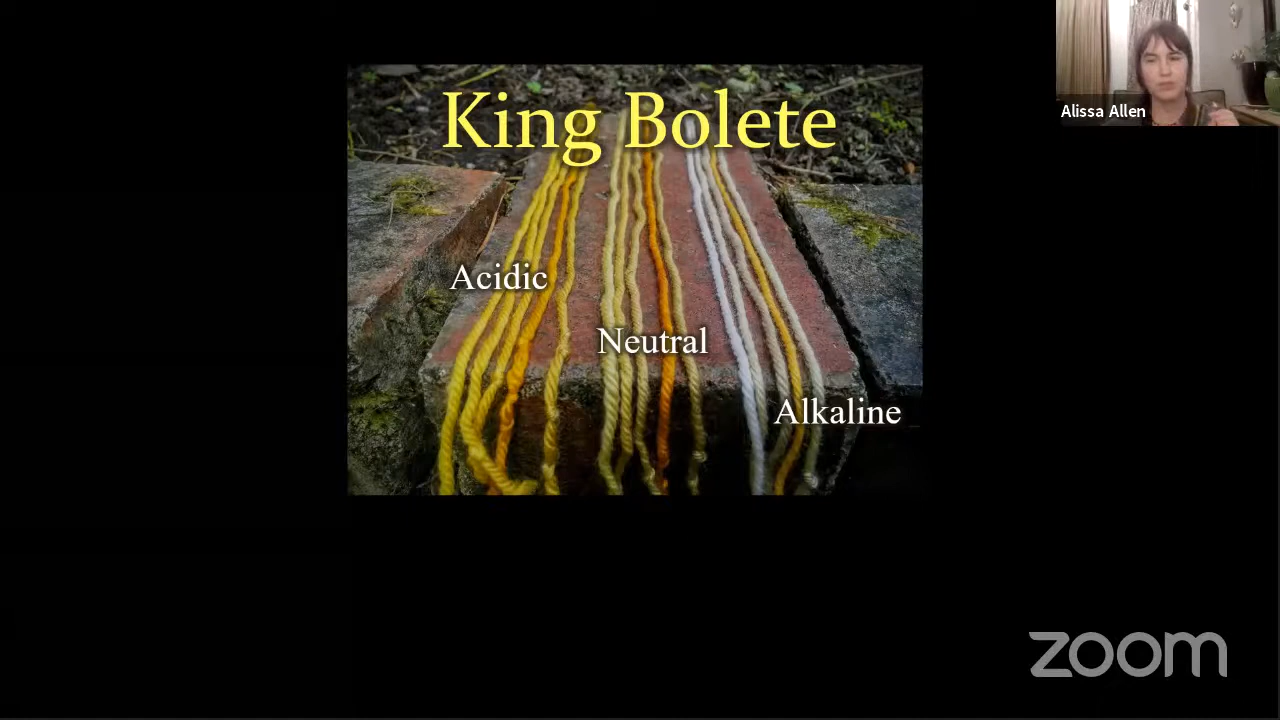 King Bolete
Alissa Allen
Acidic
Neutral
Alkaline
zoom